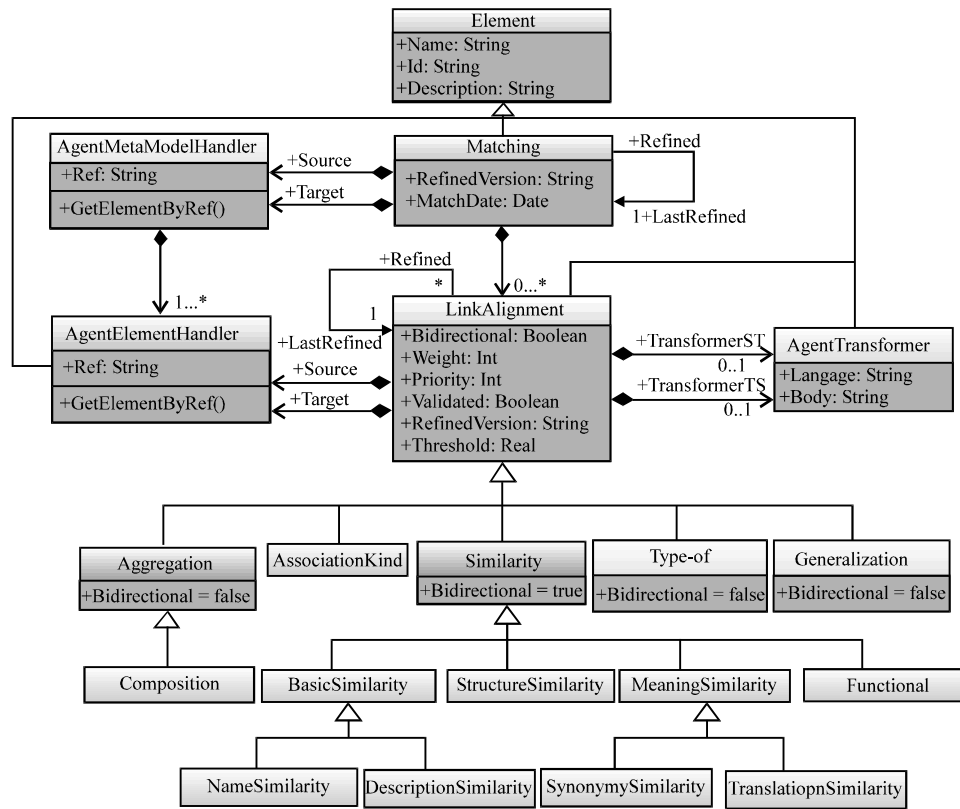 Element
+Name: String
+Id: String
+Description: String
AgentMetaModelHandler
+Ref: String
+GetElementByRef()
+Source
+Target
Matching
+RefinedVersion: String
+MatchDate: Date
+Refined
1+LastRefined
1...*
+Refined
*
0...*
1
+LastRefined
AgentElementHandler
+Ref: String
+GetElementByRef()
+Source
+Target
LinkAlignment
+Bidirectional: Boolean
+Weight: Int
+Priority: Int
+Validated: Boolean
+RefinedVersion: String
+Threshold: Real
+TransformerST
0..1
+TransformerTS
0..1
AgentTransformer
+Langage: String
+Body: String
Aggregation
+Bidirectional = false
AssociationKind
Similarity
+Bidirectional = true
Type-of
+Bidirectional = false
Generalization
+Bidirectional = false
Composition
BasicSimilarity
StructureSimilarity
MeaningSimilarity
Functional
NameSimilarity
DescriptionSimilarity
SynonymySimilarity
TranslatiopnSimilarity